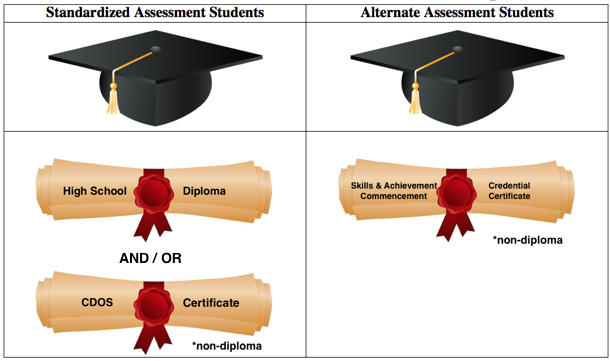 Standardized Assessment Students
Alternate Assessment Students
High School Diploma
AND / OR
CDOS Certificate
*non-diploma
Skills & Achievement Credential
Commencement Certificate
*non-diploma